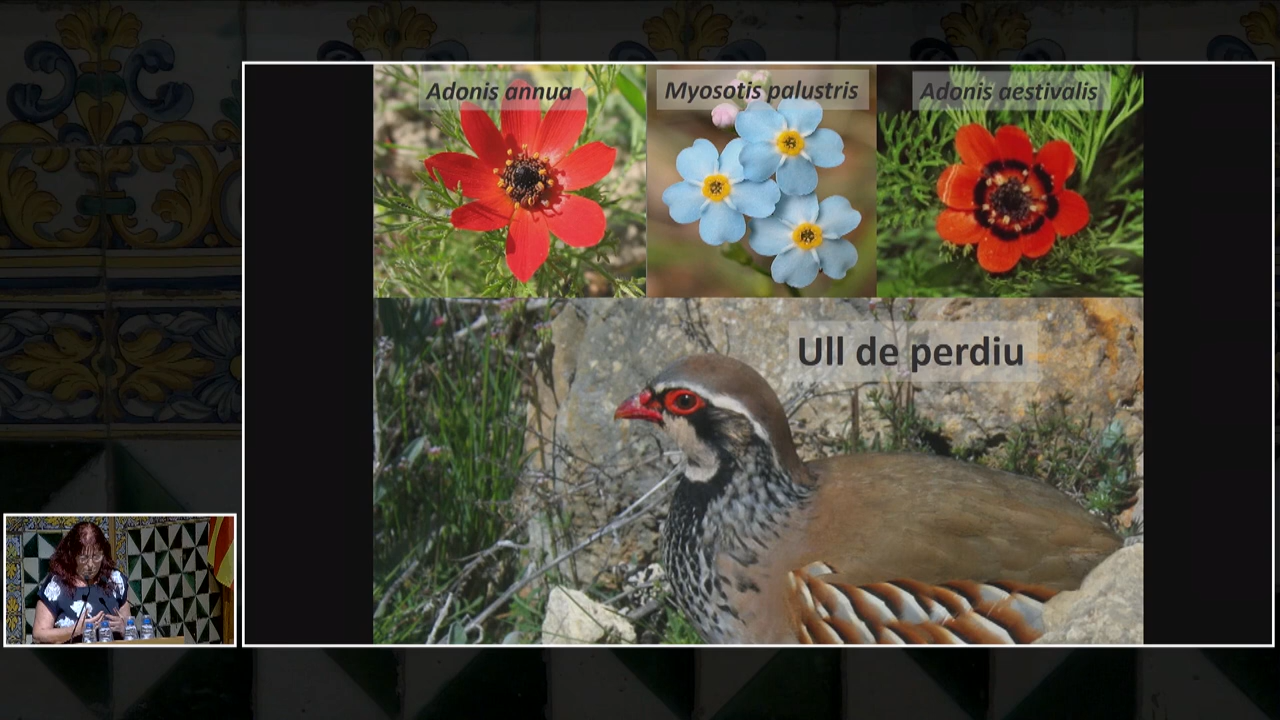 Adonis annua
Myosotis palustris
Adonis aestivalis
Ull de perdiu